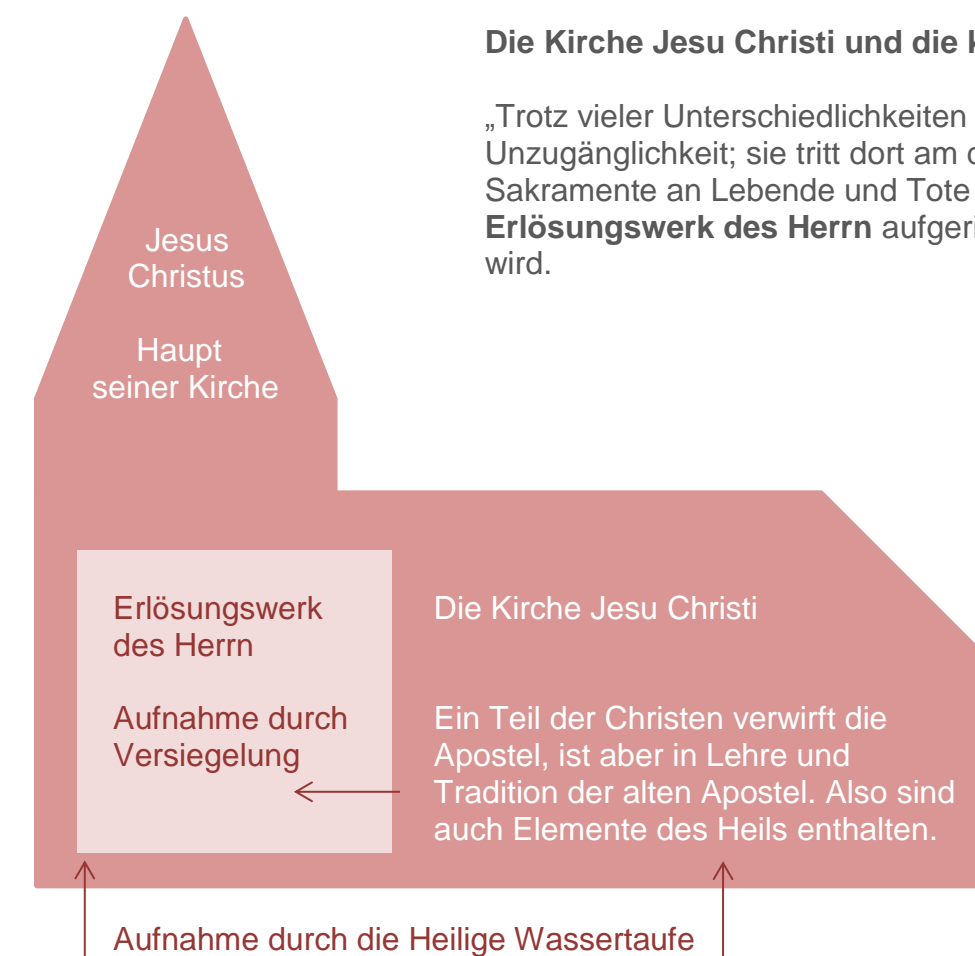 Die Kirche Jesu Christi und die
„Trotz vieler Unterschiedlichkeiten
Unzugänglichkeit; sie tritt dort am
Sakramente an Lebende und Tote
Erlösungswerk des Herrn
wird.
Jesus
Christus
Haupt
seiner Kirche
Erlösungswerk
des Herrn
Aufnahme durch
Versiegelung
Die Kirche Jesu Christi
Ein Teil der Christen verwirft die
Apostel, ist aber in Lehre und
Tradition der alten Apostel. Also sind
auch Elemente des Heils enthalten.
Aufnahme durch die Heilige Wassertaufe